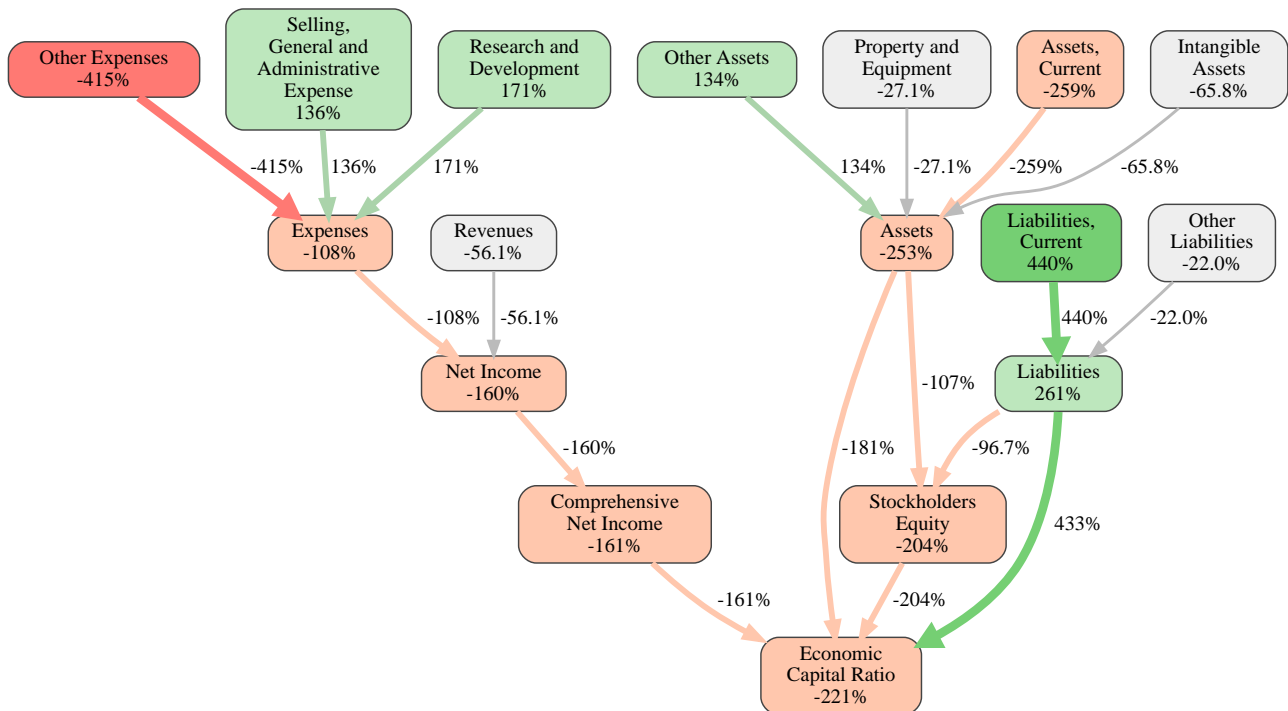 Other Expenses
-415%
Selling,
General and
Administrative
Expense
136%
Research and
Development
171%
Other Assets
134%
Property and
Equipment
-27.1%
Assets,
Current
-259%
Intangible
Assets
-65.8%
-415%
136%
171%
134%
-27.1%
-259%
-65.8%
Expenses
-108%
Revenues
-56.1%
Assets
-253%
Liabilities,
Current
440%
Other
Liabilities
-22.0%
-108%
-56.1%
440%
-22.0%
Net Income
-160%
-107%
Liabilities
261%
-160%
-181%
-96.7%
Comprehensive
Net Income
-161%
Stockholders
Equity
-204%
433%
-161%
-204%
Economic
Capital Ratio
-221%